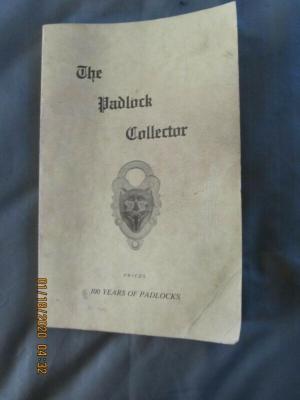 The
Padlock
Collector
PRICES
100 YEARS OF PADLOCKS
01/18/2020 04:32